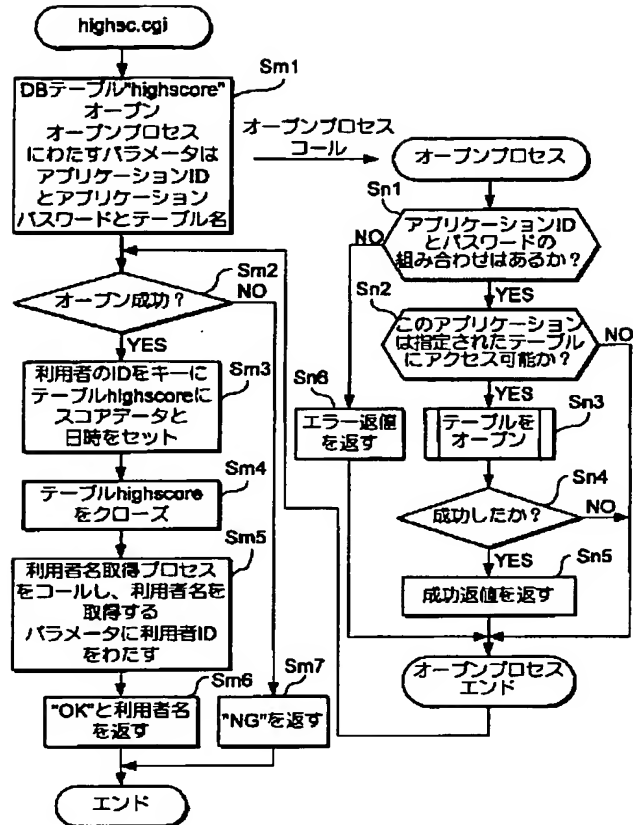 highsc.cgi
Sm1
DBテーブル"highscore"
オープン
オープンプロセス
にわたすパラメータは
アプリケーションID
とアプリケーション
パスワードとテーブル名
オープンプロセス
コール
Sm2
オープン成功？
NO
YES
Sm3
利用者のIDをキーに
テーブルhighscoreに
スコアデータと
日時をセット
Sm4
テーブルhighscore
をクローズ
Sm5
利用者名取得プロセス
をコールし、利用者名を
取得する
パラメータに利用者ID
をわたす
Sm6
"OK"と利用者名
を返す
Sm7
"NG"を返す
エンド
オープンプロセス
Sn1
アプリケーションID
とパスワードの
組み合わせはあるか？
NO
YES
Sn2
このアプリケーション
は指定されたテーブル
にアクセス可能か？
NO
YES
Sn6
エラー返値
を返す
Sn3
テーブルを
オープン
Sn4
成功したか？
NO
YES
Sn5
成功返値を返す
オープンプロセス
エンド